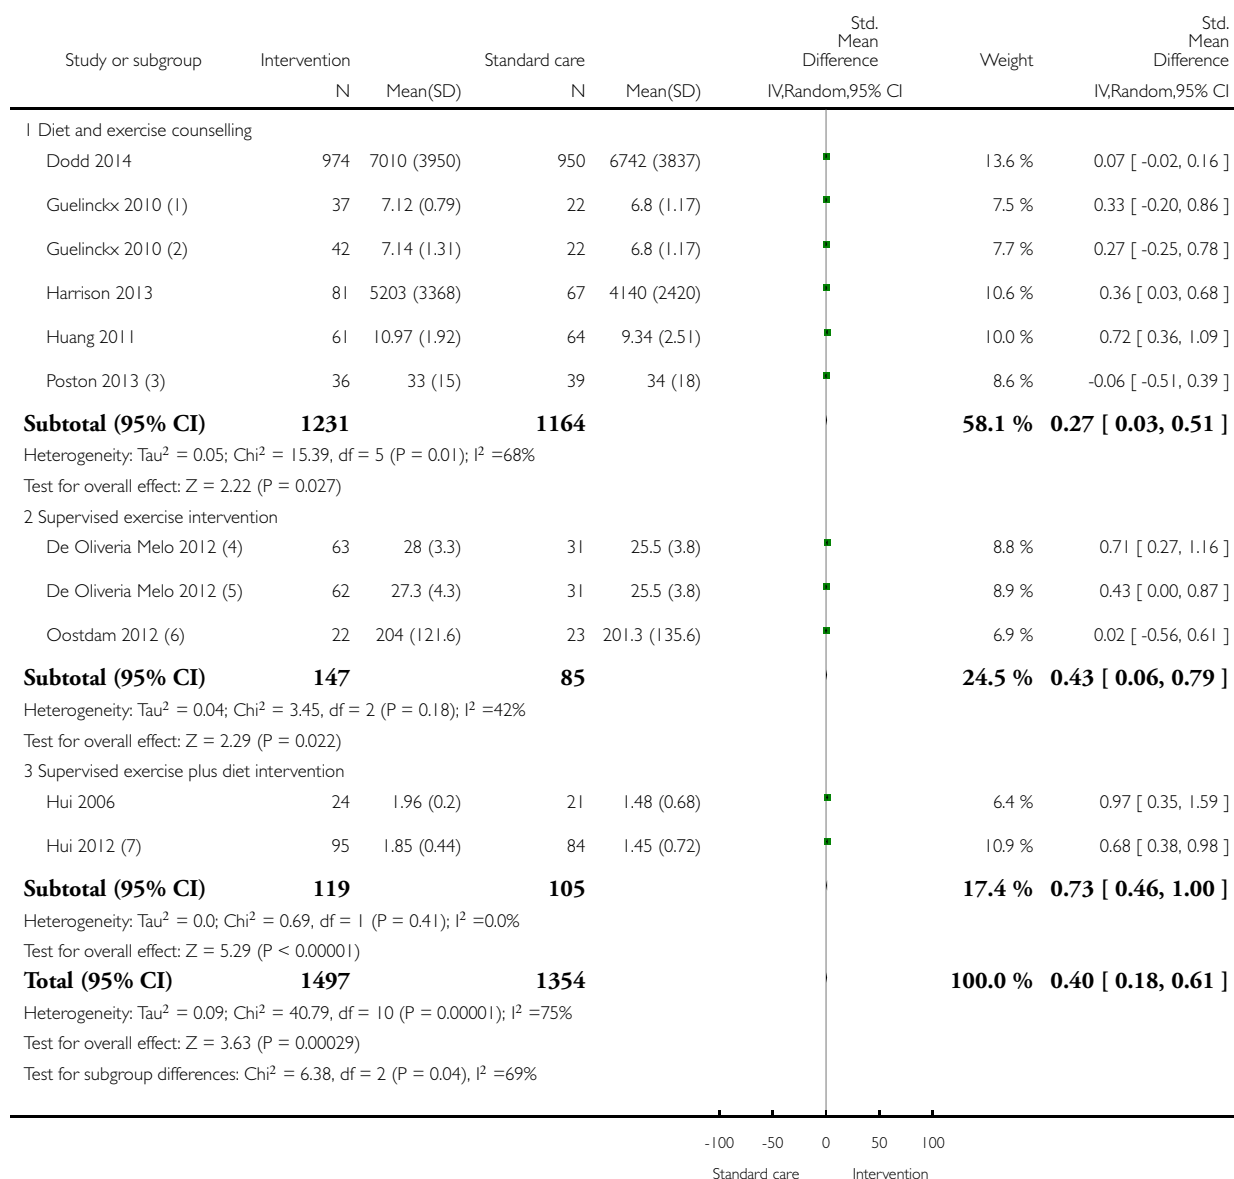 Study or subgroup Intervention Standard care Std. Mean Difference Weight Std. Mean Difference
N Mean(SD) N Mean(SD) IV,Random,95% CI IV,Random,95% CI
1 Diet and exercise counselling
Dodd 2014 974 7010 (3950) 950 6742 (3837) 13.6 % 0.07 [ -0.02, 0.16 ]
Guelinckx 2010 (1) 37 7.12 (0.79) 22 6.8 (1.17) 7.5 % 0.33 [ -0.20, 0.86 ]
Guelinckx 2010 (2) 42 7.14 (1.31) 22 6.8 (1.17) 7.7 % 0.27 [ -0.25, 0.78 ]
Harrison 2013 81 5203 (3368) 67 4140 (2420) 10.6 % 0.36 [ 0.03, 0.68 ]
Huang 2011 61 10.97 (1.92) 64 9.34 (2.51) 10.0 % 0.72 [ 0.36, 1.09 ]
Poston 2013 (3) 36 33 (15) 39 34 (18) 8.6 % -0.06 [ -0.51, 0.39 ]
Subtotal (95% CI) 1231 1164 58.1 % 0.27 [ 0.03, 0.51 ]
Heterogeneity: Tau² = 0.05; Chi² = 15.39, df = 5 (P = 0.01); I² =68%
Test for overall effect: Z = 2.22 (P = 0.027)
2 Supervised exercise intervention
De Oliveria Melo 2012 (4) 63 28 (3.3) 31 25.5 (3.8) 8.8 % 0.71 [ 0.27, 1.16 ]
De Oliveria Melo 2012 (5) 62 27.3 (4.3) 31 25.5 (3.8) 8.9 % 0.43 [ 0.00, 0.87 ]
Oostdam 2012 (6) 22 204 (121.6) 23 201.3 (135.6) 6.9 % 0.02 [ -0.56, 0.61 ]
Subtotal (95% CI) 147 85 24.5 % 0.43 [ 0.06, 0.79 ]
Heterogeneity: Tau² = 0.04; Chi² = 3.45, df = 2 (P = 0.18); I² =42%
Test for overall effect: Z = 2.29 (P = 0.022)
3 Supervised exercise plus diet intervention
Hui 2006 24 1.96 (0.2) 21 1.48 (0.68) 6.4 % 0.97 [ 0.35, 1.59 ]
Hui 2012 (7) 95 1.85 (0.44) 84 1.45 (0.72) 10.9 % 0.68 [ 0.38, 0.98 ]
Subtotal (95% CI) 119 105 17.4 % 0.73 [ 0.46, 1.00 ]
Heterogeneity: Tau² = 0.0; Chi² = 0.69, df = 1 (P = 0.41); I² =0.0%
Test for overall effect: Z = 5.29 (P < 0.00001)
Total (95% CI) 1497 1354 100.0 % 0.40 [ 0.18, 0.61 ]
Heterogeneity: Tau² = 0.09; Chi² = 40.79, df = 10 (P = 0.00001); I² =75%
Test for overall effect: Z = 3.63 (P = 0.00029)
Test for subgroup differences: Chi² = 6.38, df = 2 (P = 0.04), I² =69%
-100 -50 0 50 100
Standard care Intervention